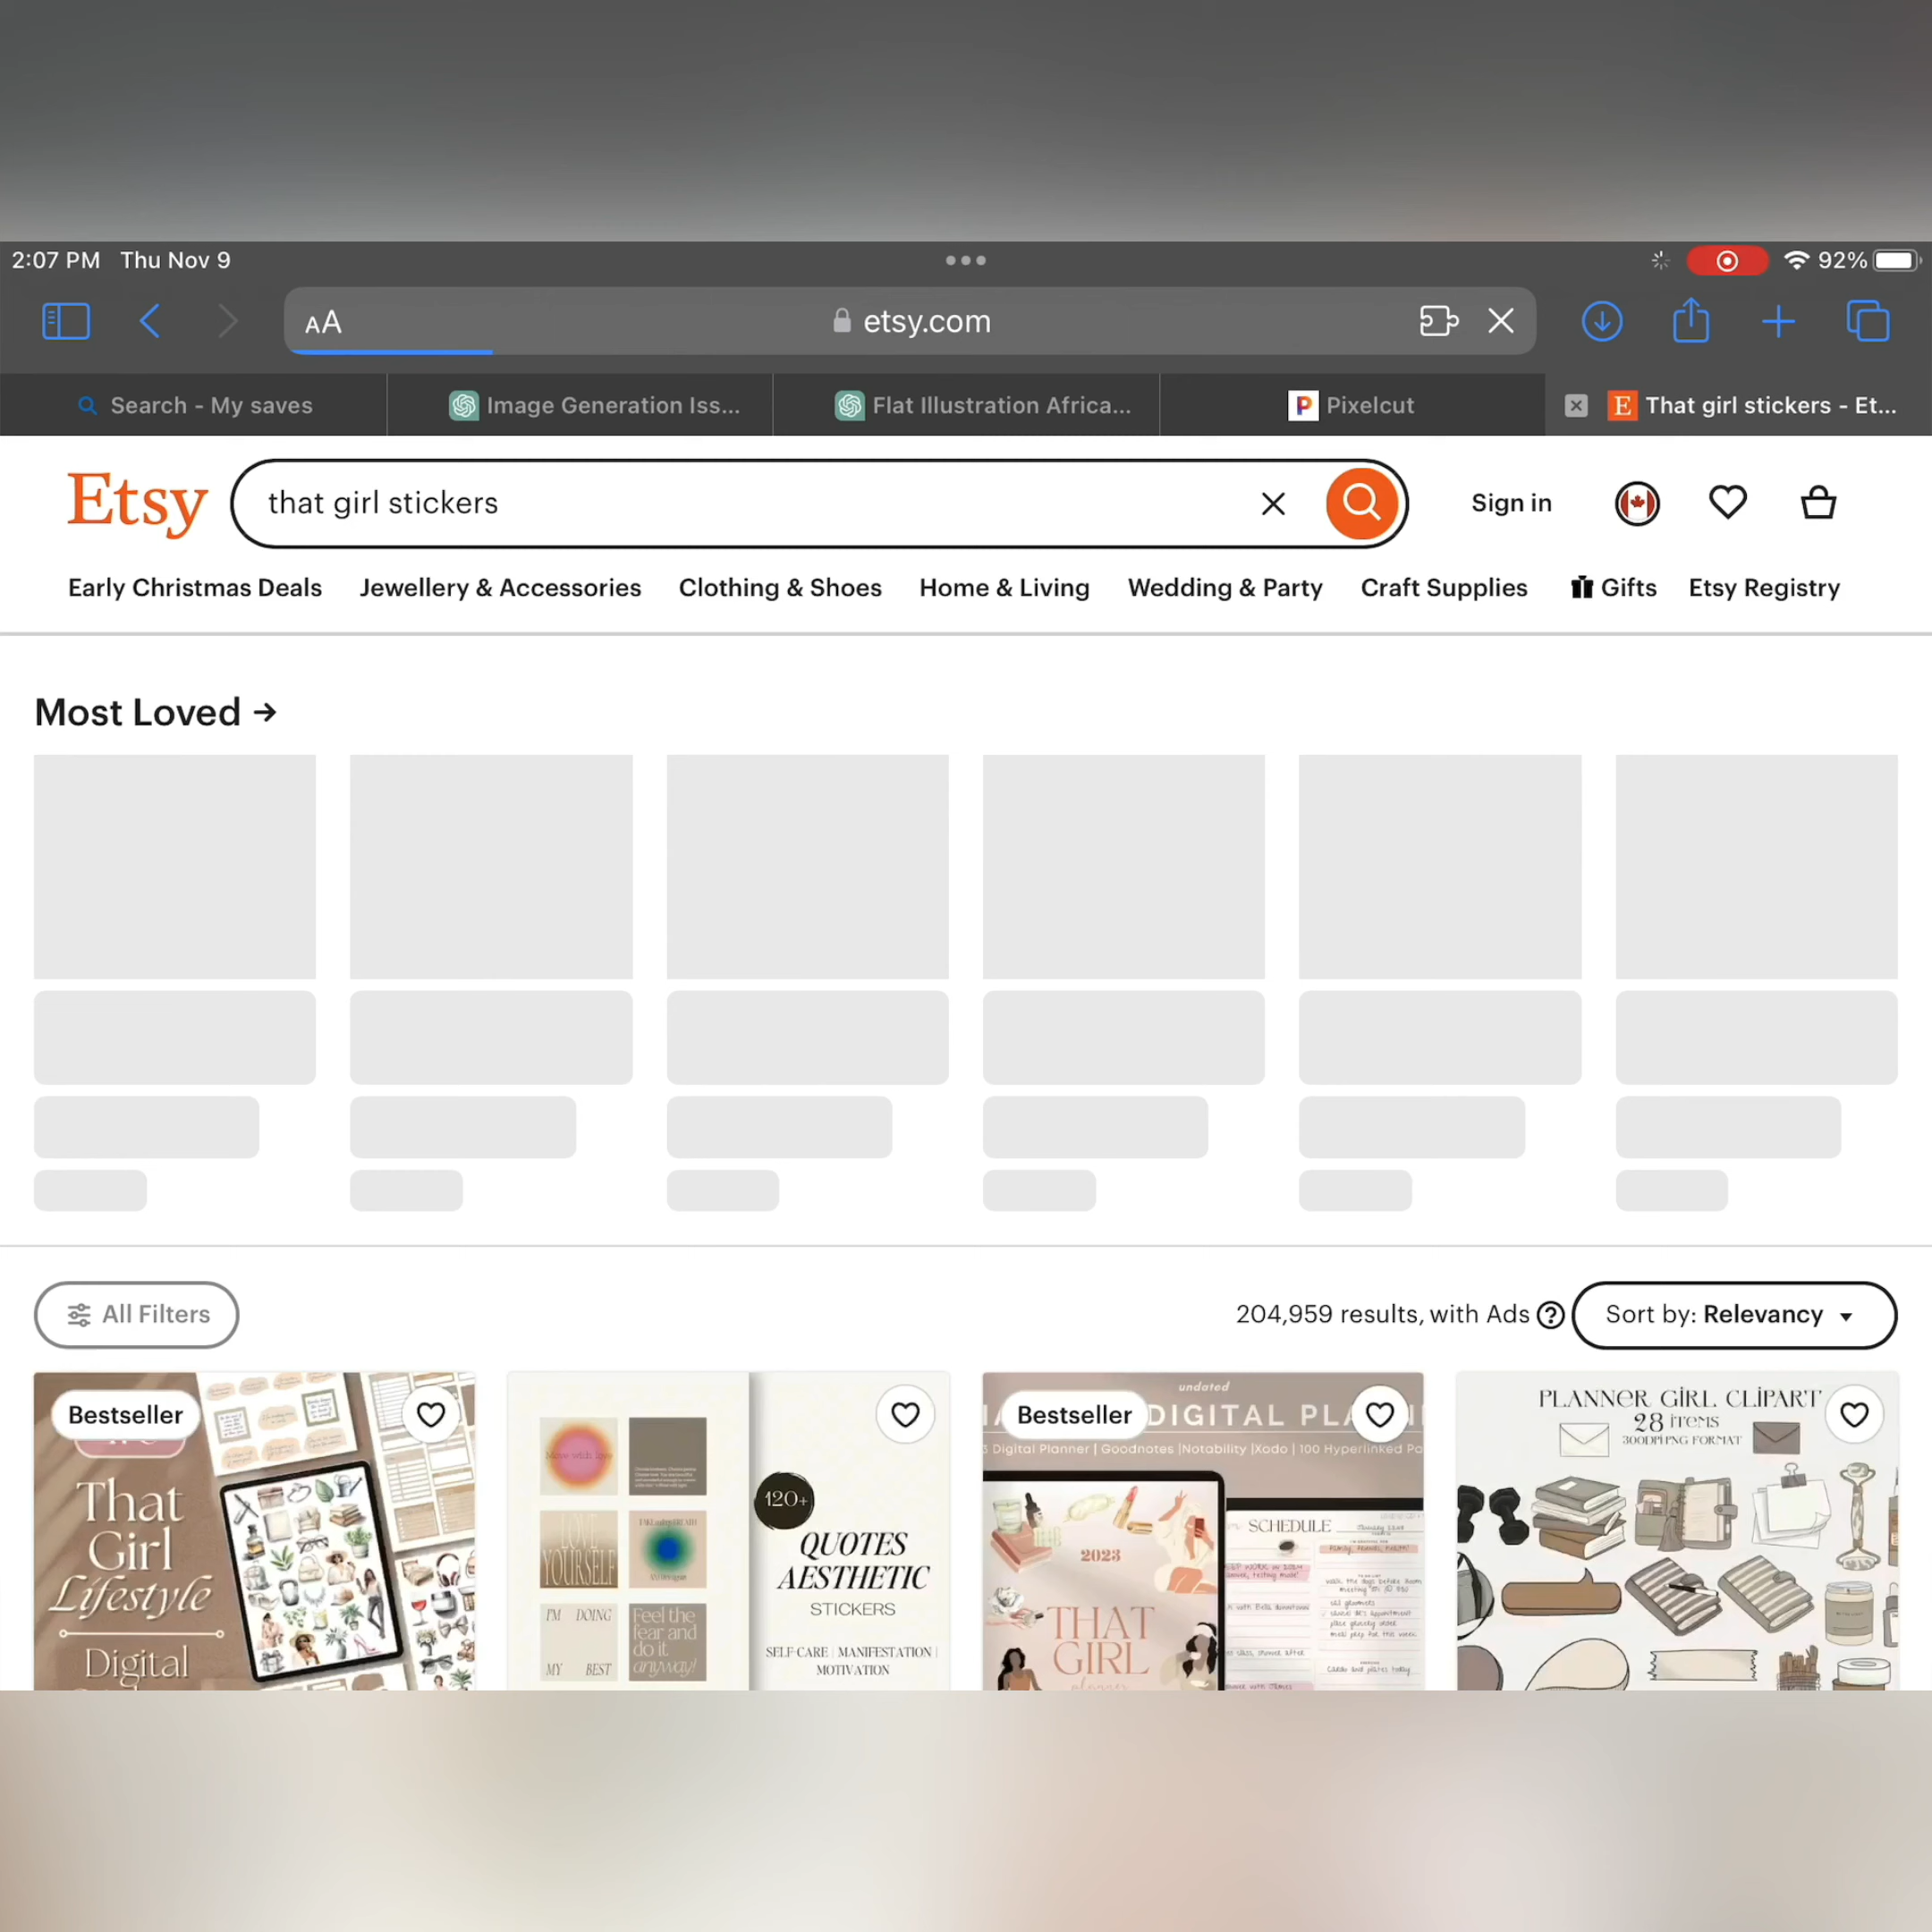 2:07 PM Thu Nov 9
92%
AA
etsy.com
Search - My saves
Image Generation Iss...
Flat Illustration Africa...
Pixelcut
That girl stickers - Et...
Etsy
that girl stickers
Sign in
Early Christmas Deals
Jewellery & Accessories
Clothing & Shoes
Home & Living
Wedding & Party
Craft Supplies
Gifts
Etsy Registry
Most Loved →
All Filters
204,959 results, with Ads
Sort by: Relevancy
Bestseller
That
Girl
Lifestyle
Digital
LOVE
YOURSELF
I'M DOING
MY BEST
Feel the
fear and
do it
anyway!
120+
QUOTES
AESTHETIC
STICKERS
SELF-CARE | MANIFESTATION |
MOTIVATION
undated
Bestseller
DIGITAL
Digital Planner | Goodnotes |Notability |Xodo | 100 Hyperlinked
2023
THAT
GIRL
SCHEDULE
PLANNER GIRL CLIPART
28 ITEMS
300DPI PNG FORMAT